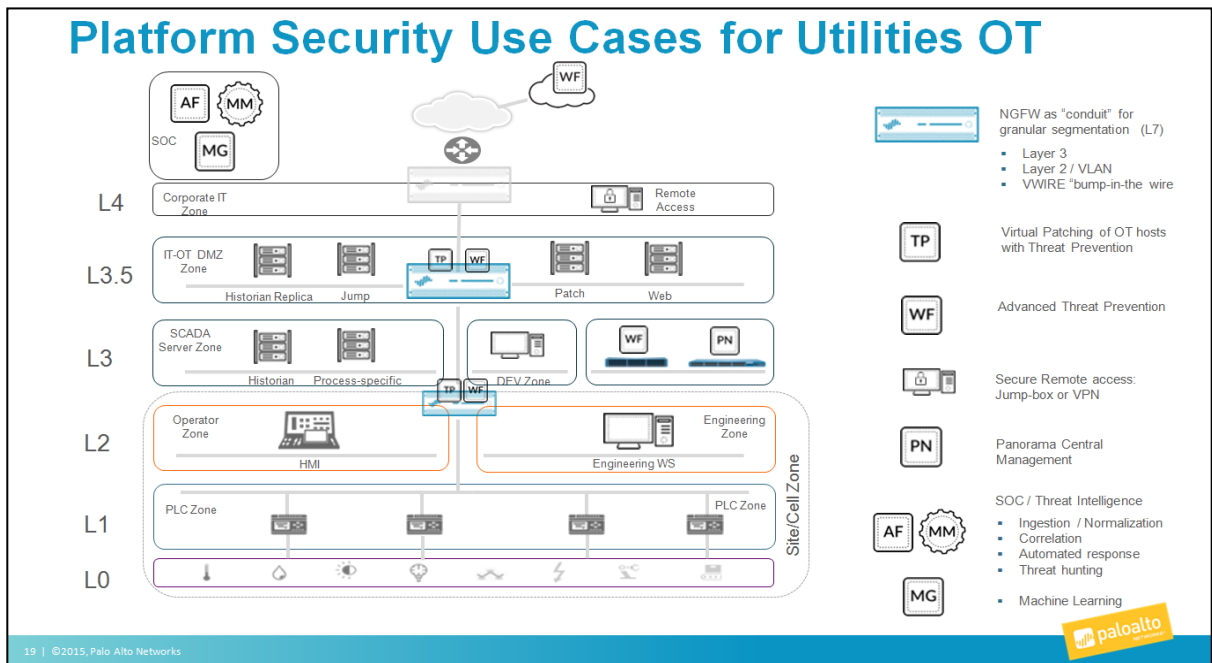 Platform Security Use Cases for Utilities OT
WF
AF
MM
SOC
MG
L4
Corporate IT
Zone
Remote
Access
L3.5
IT-OT DMZ
Zone
Historian Replica
Jump
TP
WF
Patch
Web
L3
SCADA
Server Zone
Historian
Process-specific
DEV Zone
WF
PN
TP
WF
L2
Operator
Zone
HMI
Engineering
Zone
Engineering WS
L1
PLC Zone
PLC Zone
L0
Site/Cell Zone
NGFW as “conduit” for
granular segmentation (L7)
▪ Layer 3
▪ Layer 2 / VLAN
▪ VWIRE “bump-in-the wire
TP
Virtual Patching of OT hosts
with Threat Prevention
WF
Advanced Threat Prevention
Secure Remote access:
Jump-box or VPN
PN
Panorama Central
Management
AF
MM
SOC / Threat Intelligence
▪ Ingestion / Normalization
▪ Correlation
▪ Automated response
▪ Threat hunting
MG
▪ Machine Learning
19 | ©2015, Palo Alto Networks
paloalto
NETWORKS